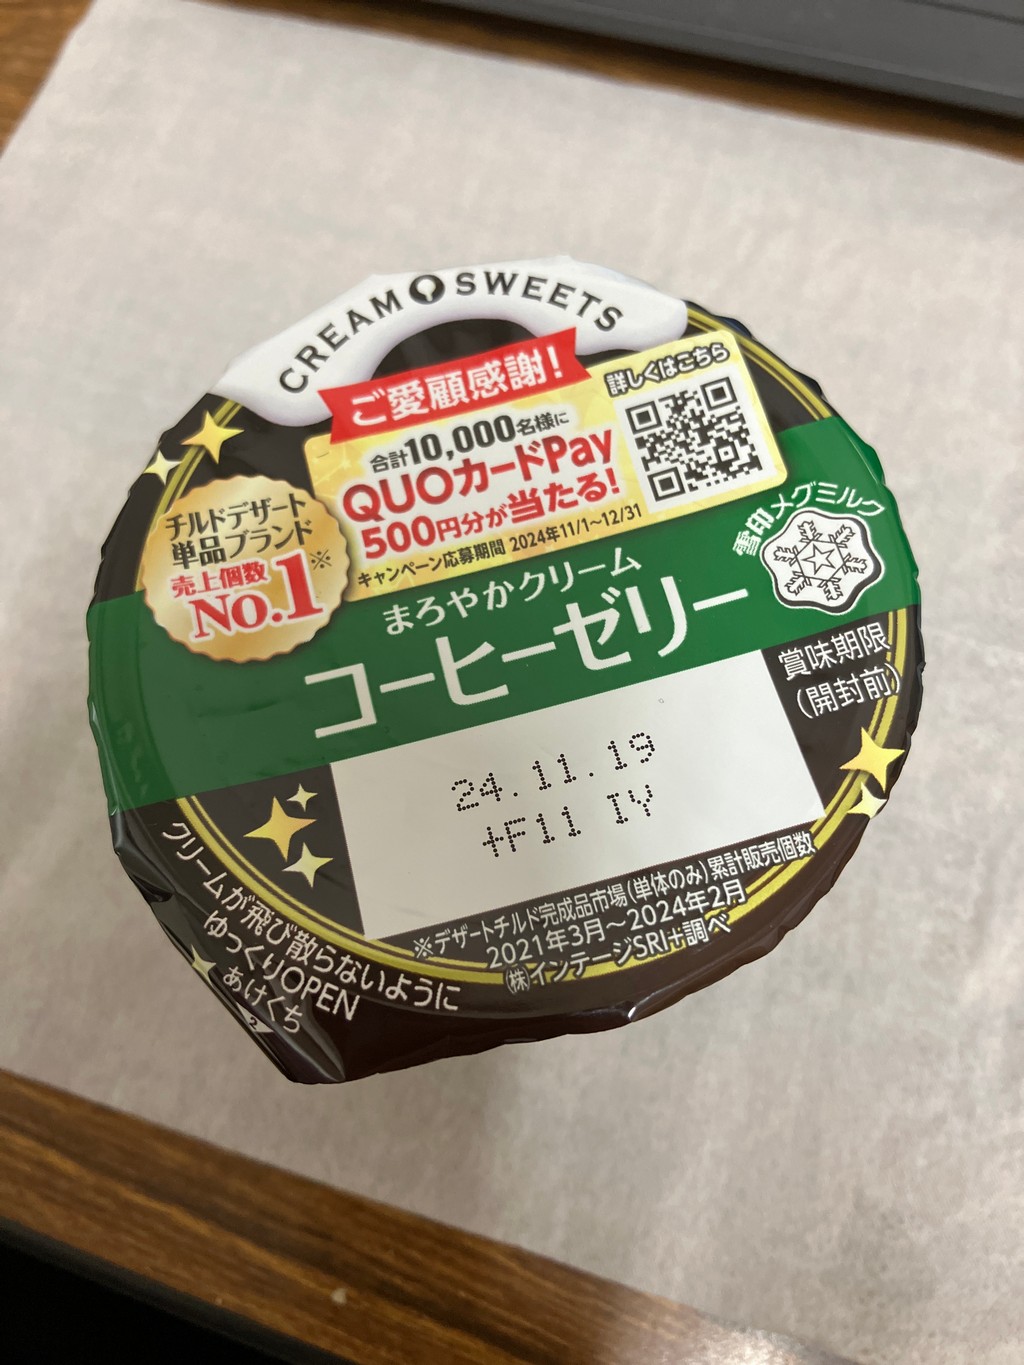 CREAM SWEETS
ご愛顧感謝!
詳しくはこちら
合計10,000名様に
QUOカードPay
500円分が当たる!
キャンペーン応募期間 2024年11/1~12/31
チルドデザート
単品ブランド
売上個数※
No.1
雪印メグミルク
まろやかクリーム
コーヒーゼリー
賞味期限
(開封前)
24.11.19
+F11 IY
※デザートチルド完成品市場(単体のみ)累計販売個数
2021年3月~2024年2月
㈱インテージSRI+調べ
クリームが飛び散らないように
ゆっくりOPEN
あけくち
2